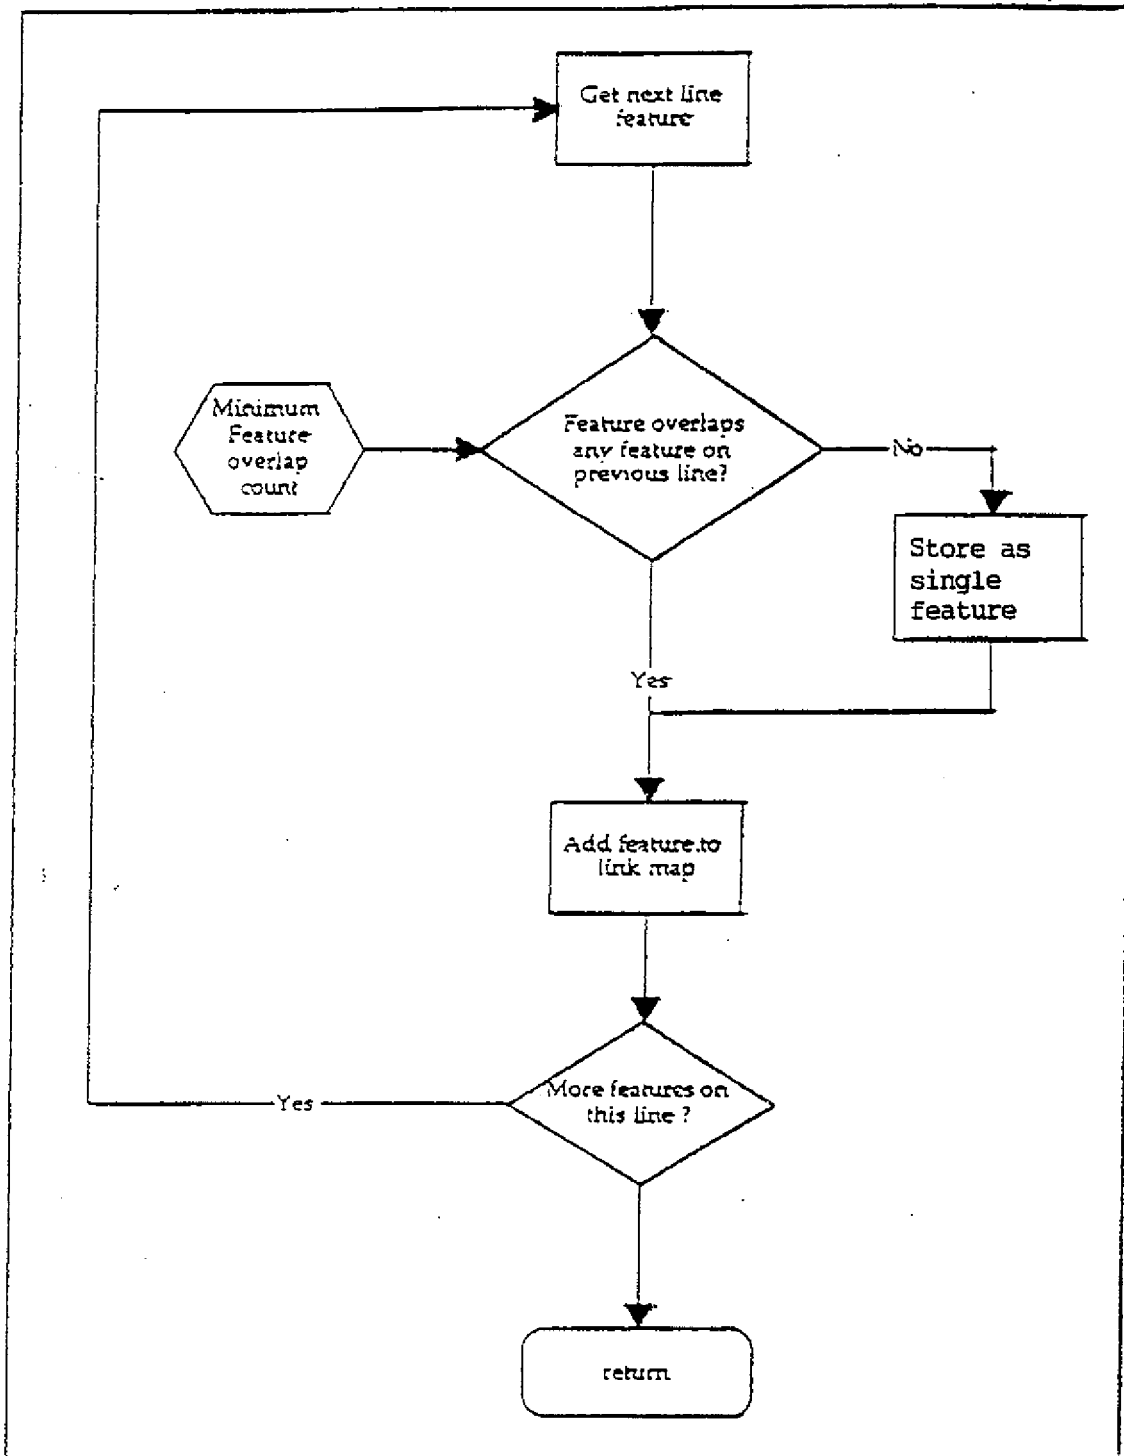 Get next line
feature
Minimum
Feature
overlap
count
Feature overlaps
any feature on
previous line?
No
Store as
single
feature
Yes
Add feature to
link map
More features on
this line ?
Yes
return